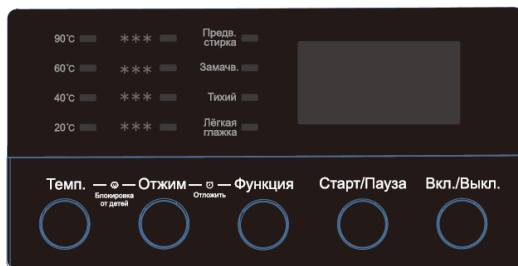 90°C *** Предв. стирка
60°C *** Замачв.
40°C *** Тихий
20°C *** Лёгкая глажка
Темп. Отжим Функция Старт/Пауза Вкл./Выкл.
Блокировка от детей Отложить